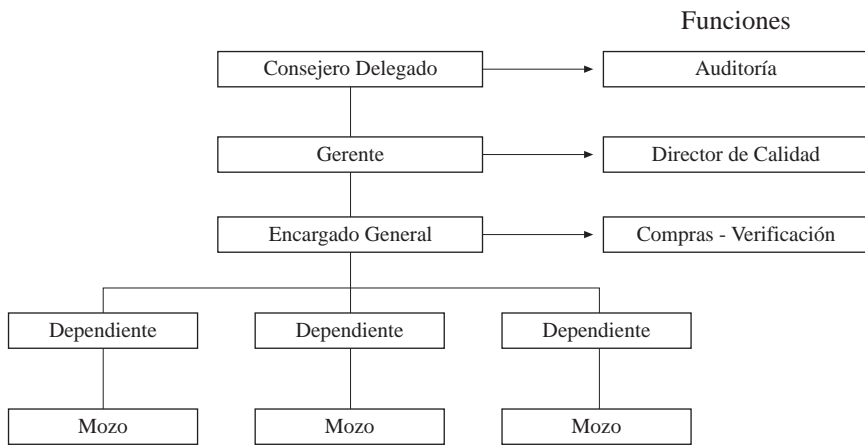 Funciones
Consejero Delegado
Auditoría
Gerente
Director de Calidad
Encargado General
Compras - Verificación
Dependiente
Dependiente
Dependiente
Mozo
Mozo
Mozo